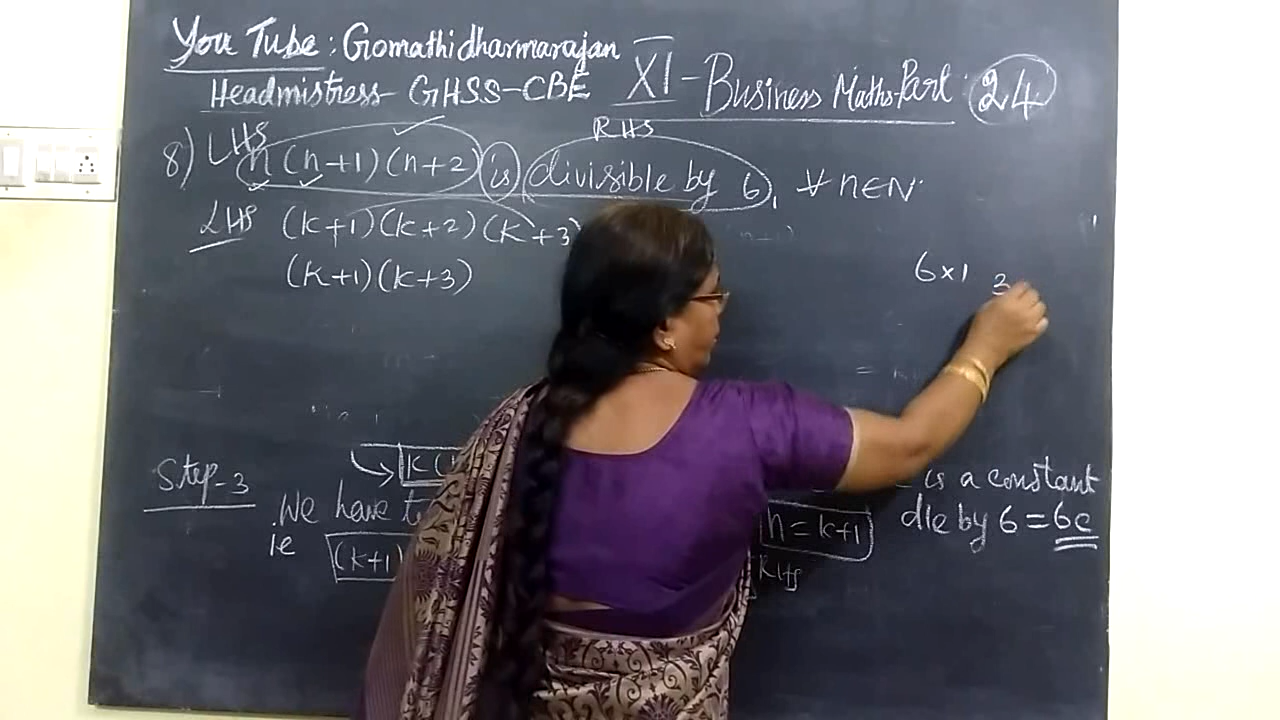 You Tube : Gomathidharmarajan
Headmistress GHSS-CBE XI - Business Maths Part 24
LHS RHS
8) n (n+1)(n+2) is divisible by 6, ∀ n∈N
LHS (k+1)(k+2)(k+3)
(k+1)(k+3)
6×1 3
Step-3
We have
ie (k+1) n = k+1
RHS
is a constant
dle by 6 = 6c